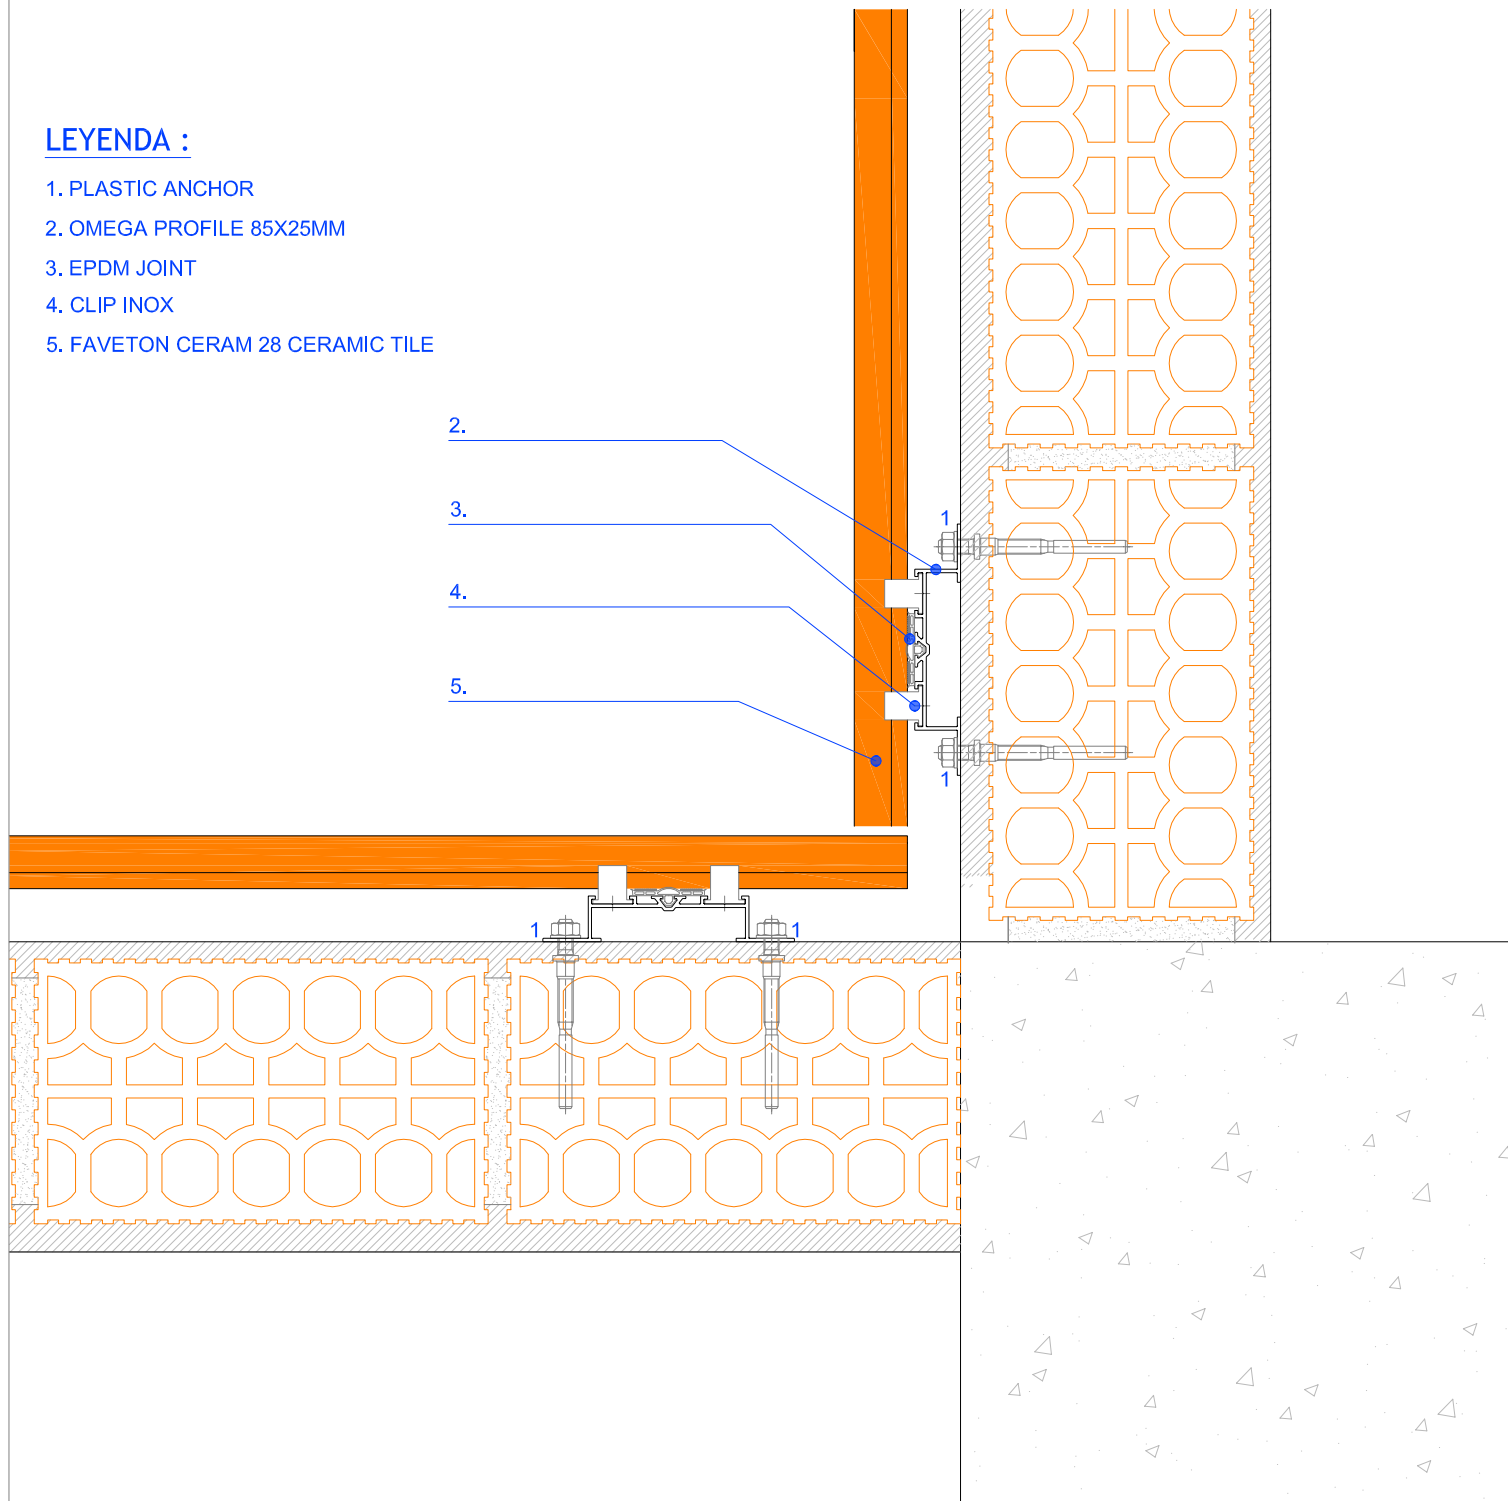 LEYENDA :
1. PLASTIC ANCHOR
2. OMEGA PROFILE 85X25MM
3. EPDM JOINT
4. CLIP INOX
5. FAVETON CERAM 28 CERAMIC TILE
2.
3.
1
4.
5.
1
1
1